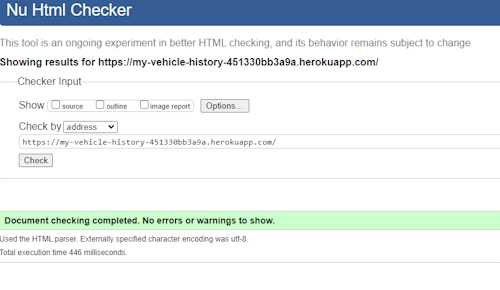 Nu Html Checker
This tool is an ongoing experiment in better HTML checking, and its behavior remains subject to change
Showing results for https://my-vehicle-history-451330bb3a9a.herokuapp.com/
Checker Input
Show source outline image report Options...
Check by address
https://my-vehicle-history-451330bb3a9a.herokuapp.com/
Check
Document checking completed. No errors or warnings to show.
Used the HTML parser. Externally specified character encoding was utf-8.
Total execution time 446 milliseconds.